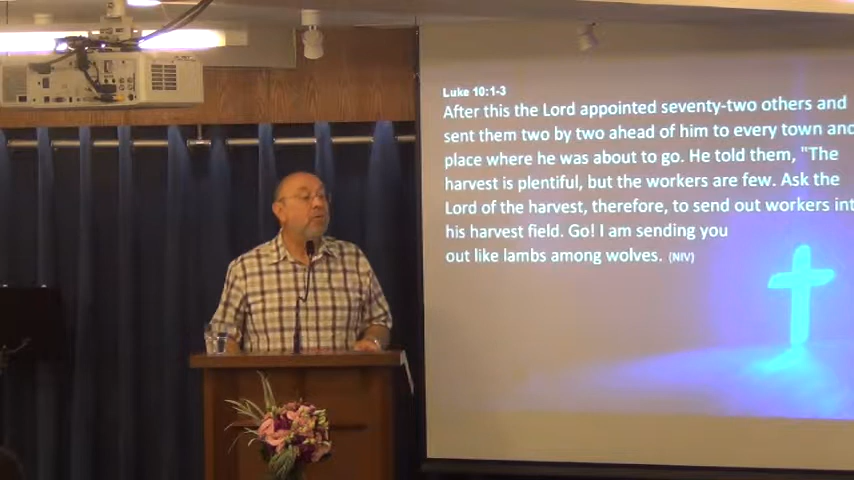 Luke 10:1-3
After this the Lord appointed seventy-two others and
sent them two by two ahead of him to every town and
place where he was about to go. He told them, "The
harvest is plentiful, but the workers are few. Ask the
Lord of the harvest, therefore, to send out workers into
his harvest field. Go! I am sending you
out like lambs among wolves. (NIV)